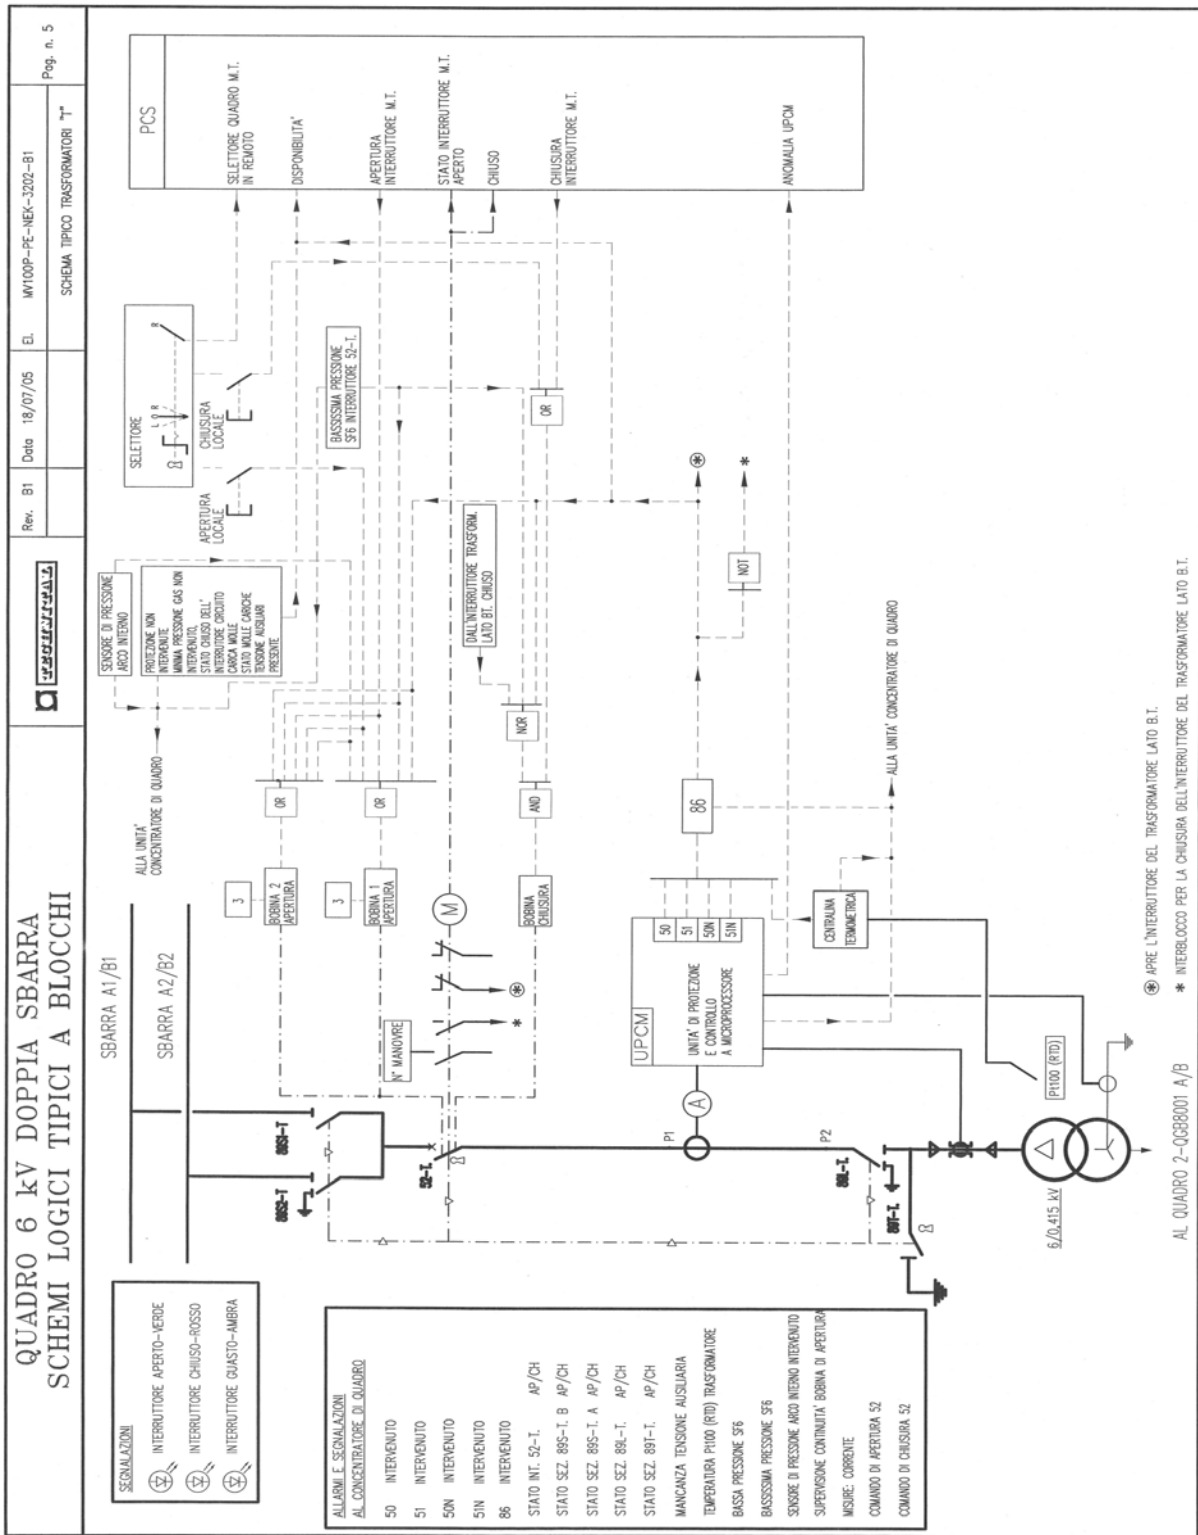 QUADRO 6 kV DOPPIA SBARRA
SCHEMI LOGICI TIPICI A BLOCCHI
Rev. B1
Data 18/07/05
El. MV100P-PE-NEK-3202-B1
Pag. n. 5
SCHEMA TIPICO TRASFORMATORI "T"
SEGNALAZIONI
INTERRUTTORE APERTO-VERDE
INTERRUTTORE CHIUSO-ROSSO
INTERRUTTORE GUASTO-AMBRA
ALLARMI E SEGNALAZIONI
AL CONCENTRATORE DI QUADRO
50 INTERVENUTO
51 INTERVENUTO
50N INTERVENUTO
51N INTERVENUTO
86 INTERVENUTO
STATO INT. 52-T. AP/CH
STATO SEZ. 89S-T. B AP/CH
STATO SEZ. 89S-T. A AP/CH
STATO SEZ. 89L-T. AP/CH
STATO SEZ. 89T-T. AP/CH
MANCANZA TENSIONE AUSILIARIA
TEMPERATURA Pt100 (RTD) TRASFORMATORE
BASSA PRESSIONE SF6
BASSISSIMA PRESSIONE SF6
SENSORE DI PRESSIONE ARCO INTERNO INTERVENUTO
SUPERVISIONE CONTINUITA' BOBINA DI APERTURA
MISURE: CORRENTE
COMANDO DI APERTURA 52
COMANDO DI CHIUSURA 52
SBARRA A1/B1
SBARRA A2/B2
ALLA UNITA'
CONCENTRATORE DI QUADRO
SENSORE DI PRESSIONE
ARCO INTERNO
PROTEZIONE NON
INTERVENUTE
MINIMA PRESSIONE GAS NON
INTERVENUTO,
STATO CHIUSO DELL'
INTERRUTORE CIRCUITO
CARICA MOLLE
STATO MOLLE CARICHE
TENSIONE AUSILIARI
PRESENTE
SELETTORE
L O R
R
APERTURA
LOCALE
CHIUSURA
LOCALE
BASSISSIMA PRESSIONE
SF6 INTERRUTTORE 52-T.
PCS
SELETTORE QUADRO M.T.
IN REMOTO
DISPONIBILITA'
APERTURA
INTERRUTTORE M.T.
STATO INTERRUTTORE M.T.
APERTO
CHIUSO
CHIUSURA
INTERRUTTORE M.T.
ANOMALIA UPCM
89S1-T
89S2-T
52-T.
3
BOBINA 2
APERTURA
OR
3
BOBINA 1
APERTURA
OR
N° MANOVRE
M
*
*
BOBINA
CHIUSURA
AND
NOR
DALL'INTERRUTTORE TRASFORM.
LATO BT. CHIUSO
OR
P1
A
UPCM
UNITA' DI PROTEZIONE
E CONTROLLO
A MICROPROCESSORE
50
51
50N
51N
86
NOT
*
*
P2
89L-T.
89T-T.
CENTRALINA
TERMOMETRICA
ALLA UNITA' CONCENTRATORE DI QUADRO
Pt100 (RTD)
6/0.415 kV
AL QUADRO 2-QGB8001 A/B
* APRE L'INTERRUTTORE DEL TRASFORMATORE LATO B.T.
* INTERBLOCCO PER LA CHIUSURA DELL'INTERRUTTORE DEL TRASFORMATORE LATO B.T.